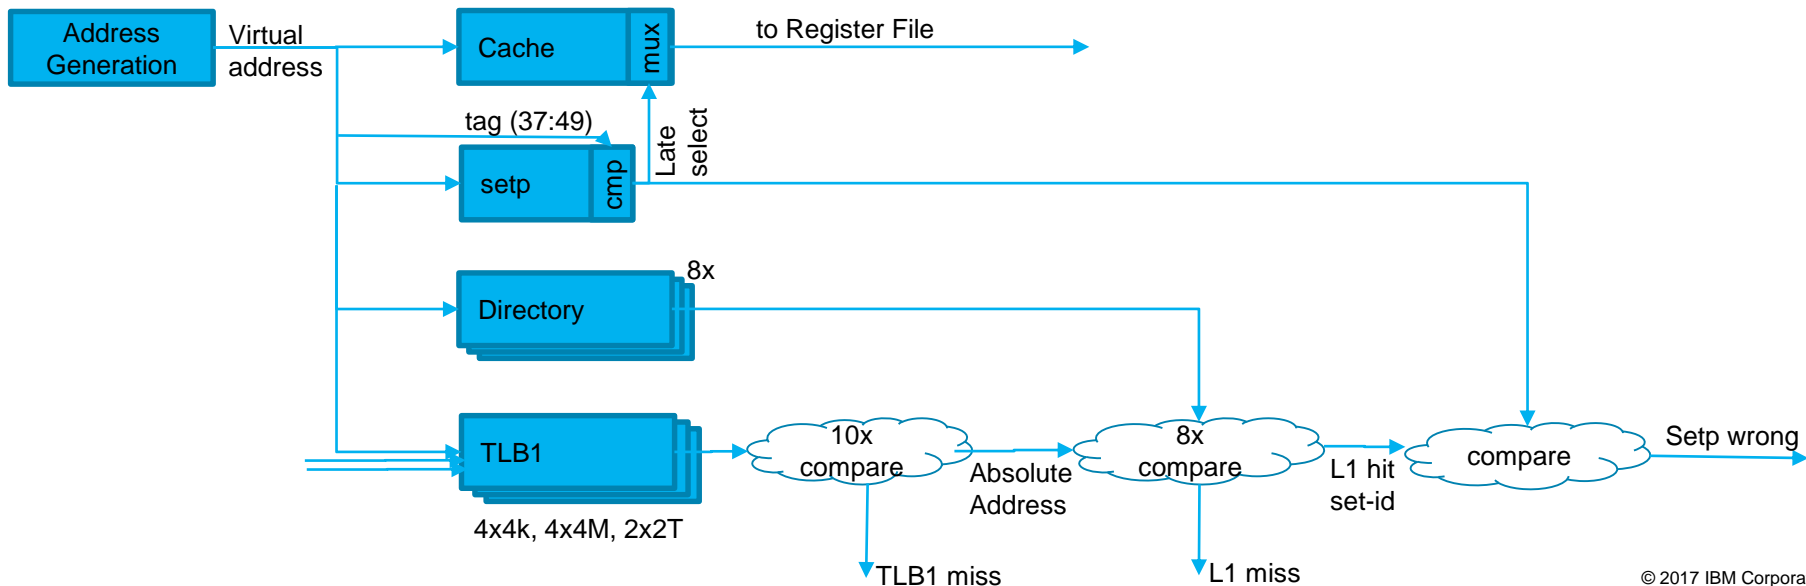 Address
Generation
Virtual
address
Cache
mux
to Register File
tag (37:49)
Late
select
setp
cmp
8x
Directory
TLB1
4x4k, 4x4M, 2x2T
10x
compare
Absolute
Address
8x
compare
L1 hit
set-id
compare
Setp wrong
TLB1 miss
L1 miss
© 2017 IBM Corpora